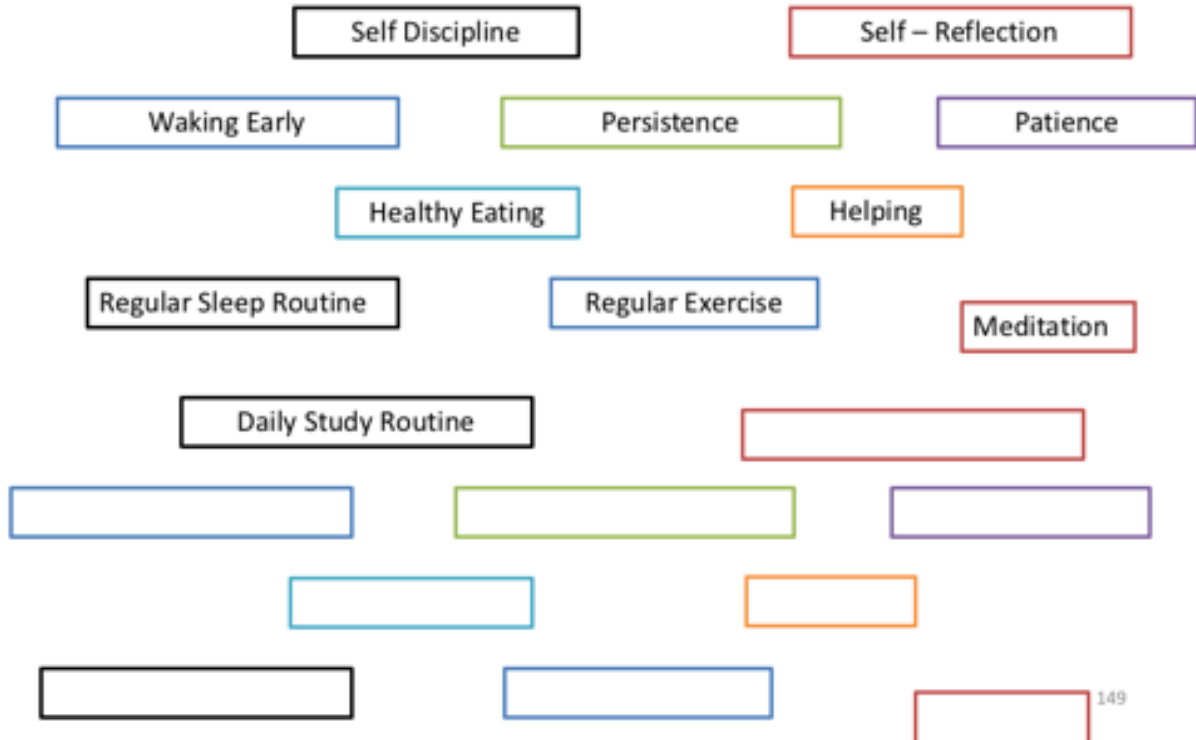 Self Discipline
Self – Reflection
Waking Early
Persistence
Patience
Healthy Eating
Helping
Regular Sleep Routine
Regular Exercise
Meditation
Daily Study Routine
149